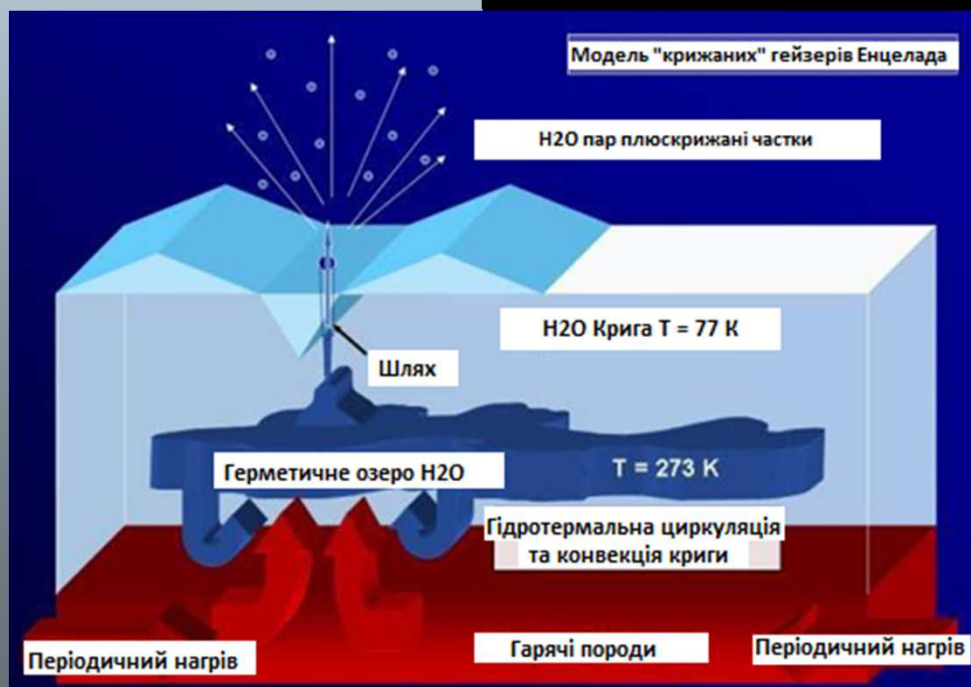 Модель "крижаних" гейзерів Енцелада
H2O пар плюскрижані частки
H2O Крига T = 77 K
Шлях
Герметичне озеро H2O
T = 273 K
Гідротермальна циркуляція
та конвекція криги
Періодичний нагрів
Гарячі породи
Періодичний нагрів